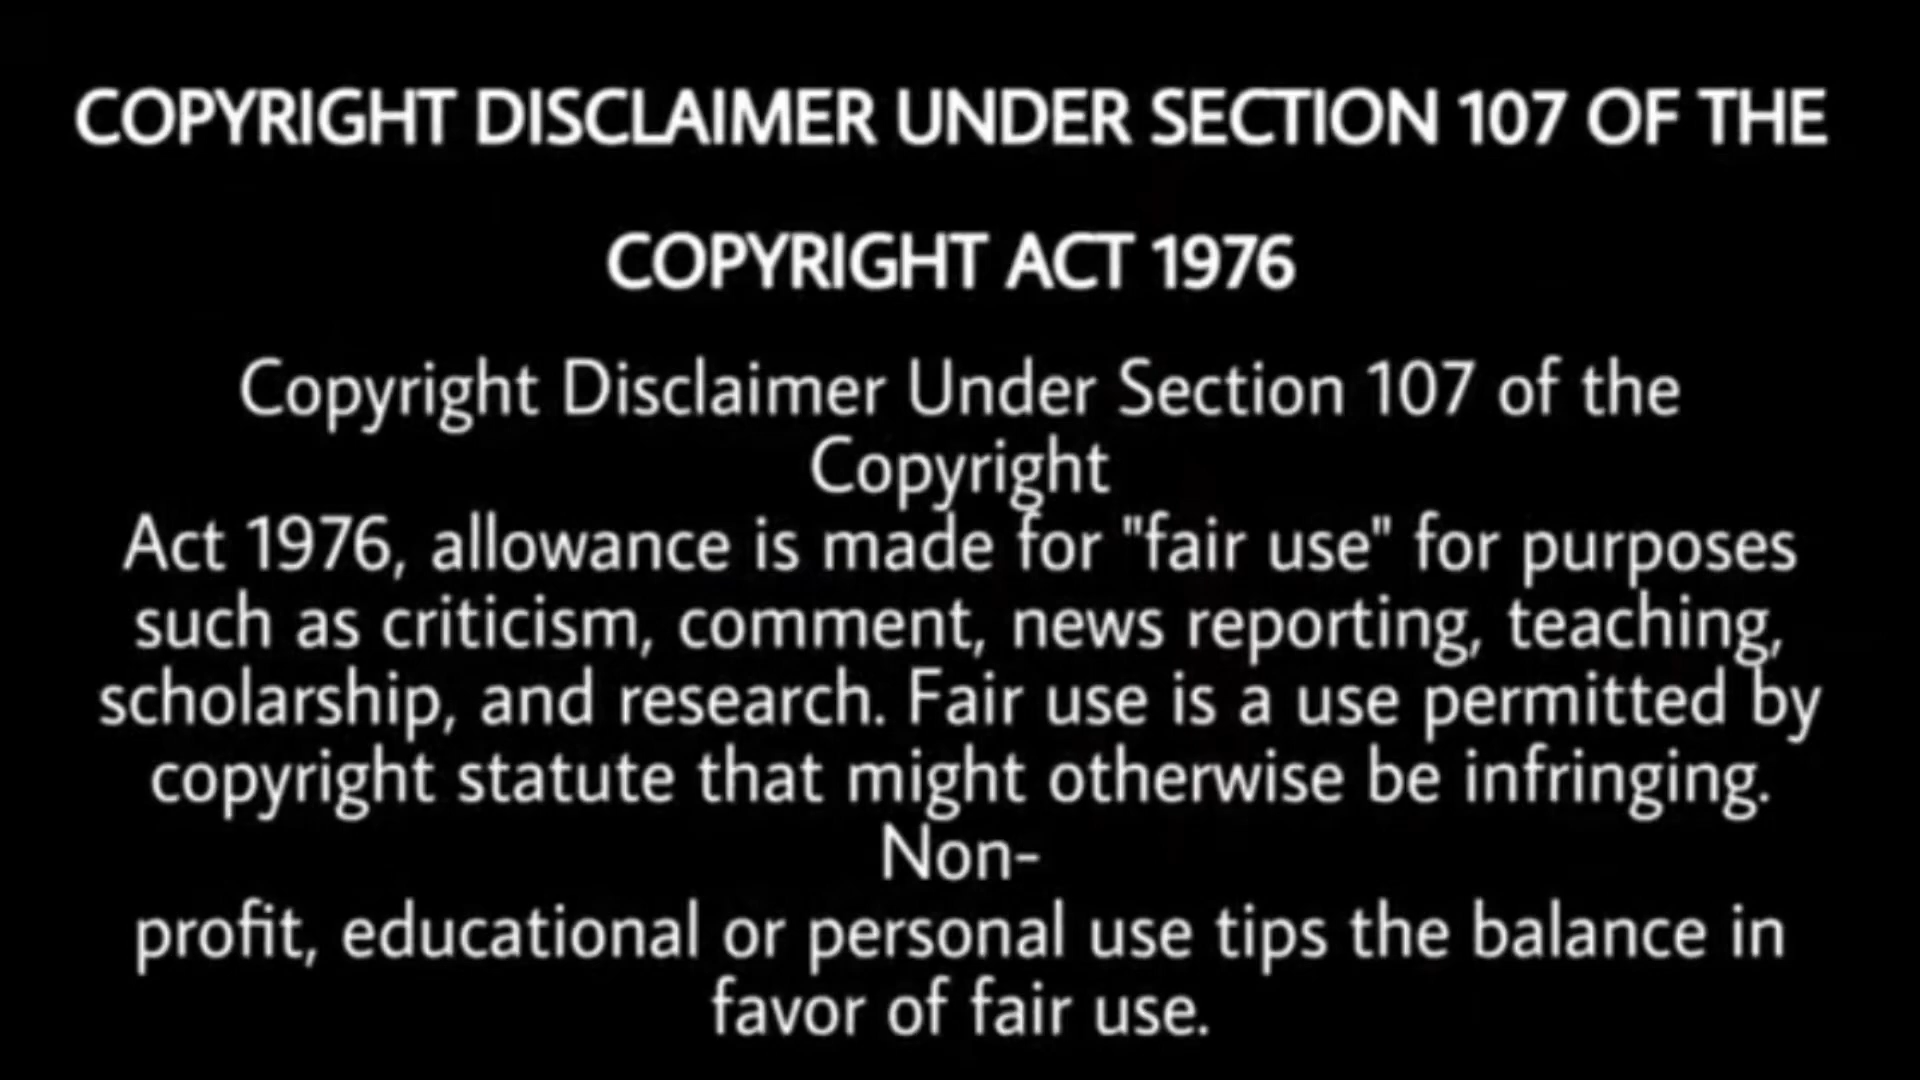 COPYRIGHT DISCLAIMER UNDER SECTION 107 OF THE
COPYRIGHT ACT 1976
Copyright Disclaimer Under Section 107 of the
Copyright
Act 1976, allowance is made for "fair use" for purposes
such as criticism, comment, news reporting, teaching,
scholarship, and research. Fair use is a use permitted by
copyright statute that might otherwise be infringing.
Non-
profit, educational or personal use tips the balance in
favor of fair use.